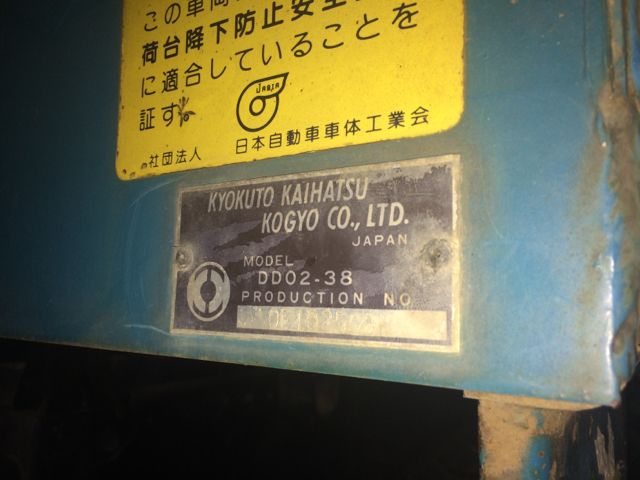 この車両
荷台降下防止安全
に適合していることを
証す
JABIA
社団法人 日本自動車車体工業会
KYOKUTO KAIHATSU
KOGYO CO., LTD.
JAPAN
MODEL
DD02-38
PRODUCTION NO